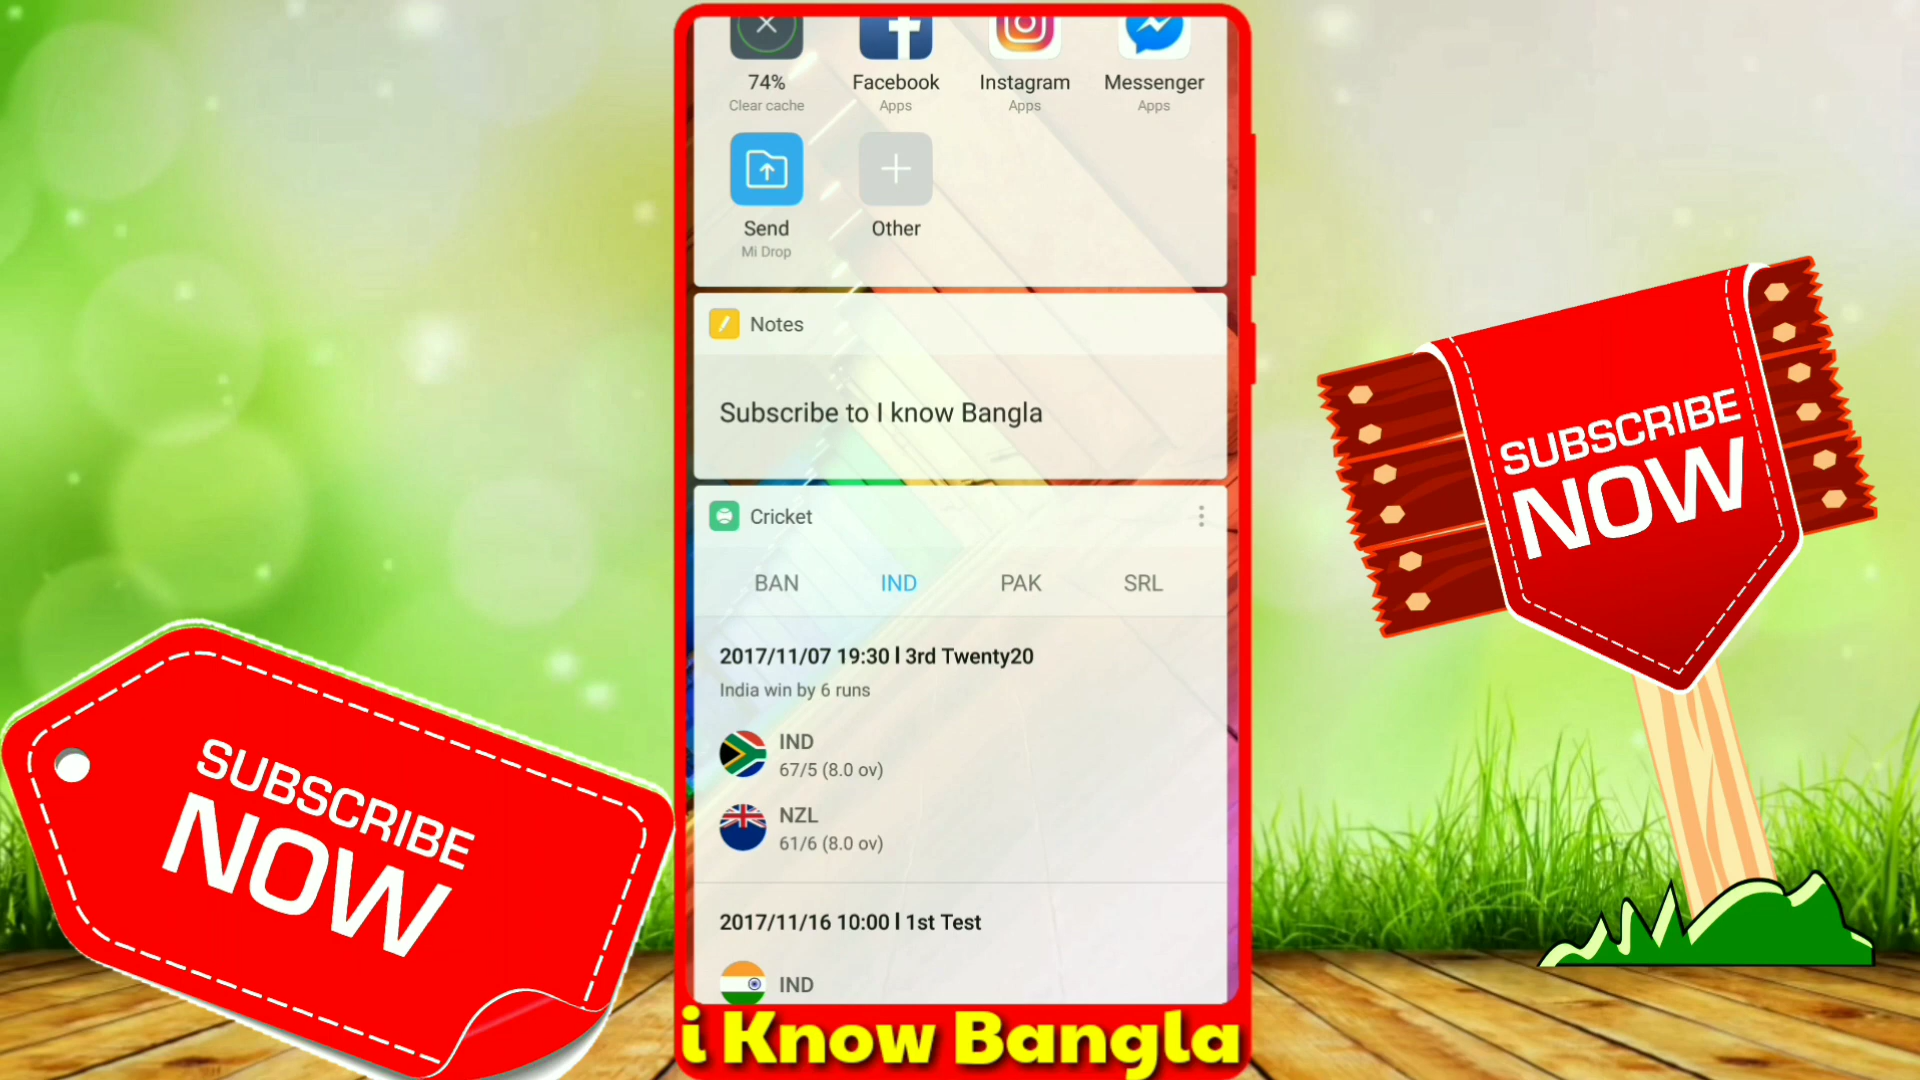 74%
Clear cache
Facebook
Apps
Instagram
Apps
Messenger
Apps
Send
Mi Drop
Other
Notes
Subscribe to I know Bangla
Cricket
BAN IND PAK SRL
2017/11/07 19:30 | 3rd Twenty20
India win by 6 runs
IND
67/5 (8.0 ov)
NZL
61/6 (8.0 ov)
2017/11/16 10:00 | 1st Test
IND
i Know Bangla
SUBSCRIBE
NOW
SUBSCRIBE
NOW